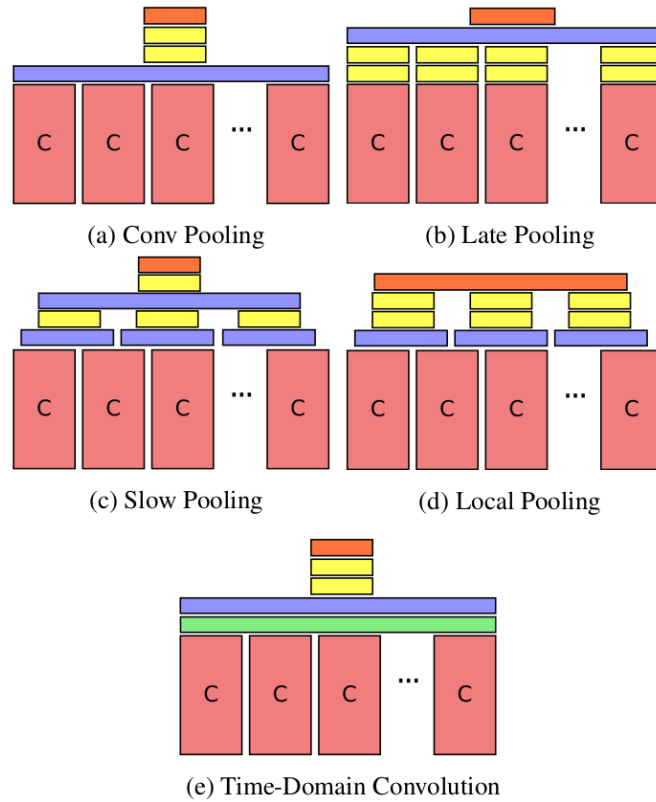 C C C ... C
C C C ... C
(a) Conv Pooling
(b) Late Pooling
C C C ... C
C C C ... C
(c) Slow Pooling
(d) Local Pooling
C C C ... C
(e) Time-Domain Convolution